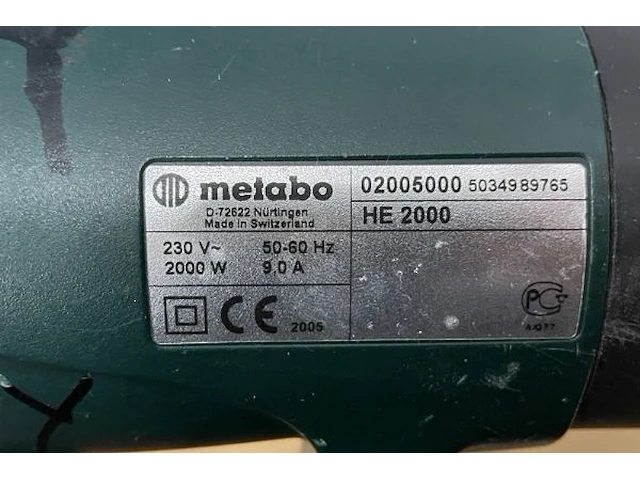 metabo
D-72622 Nürtingen
Made in Switzerland
02005000 5034989765
HE 2000
230 V~ 50-60 Hz
2000 W 9,0 A
CE 2005
PC